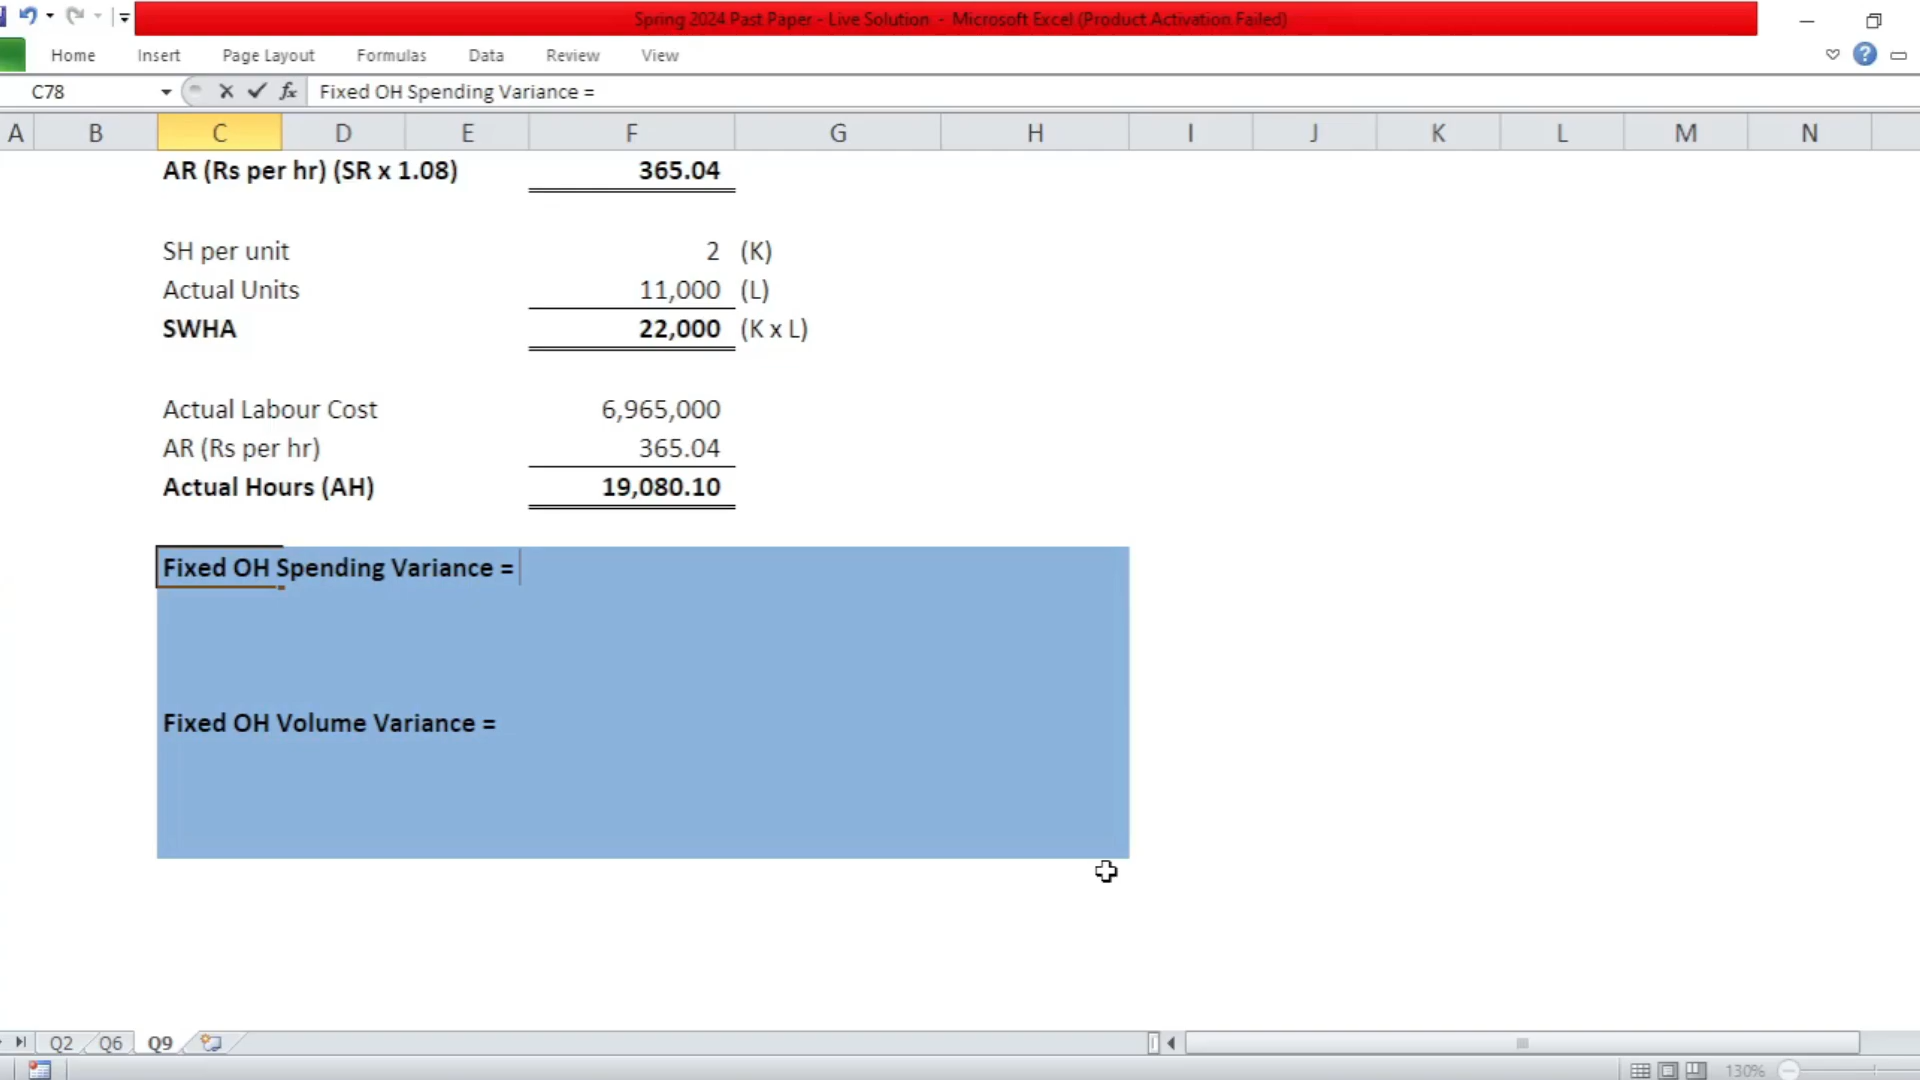 Spring 2024 Past Paper - Live Solution - Microsoft Excel (Product Activation Failed)
Home Insert Page Layout Formulas Data Review View
C78 fx Fixed OH Spending Variance =
A B C D E F G H I J K L M N
AR (Rs per hr) (SR x 1.08) 365.04
SH per unit 2 (K)
Actual Units 11,000 (L)
SWHA 22,000 (K x L)
Actual Labour Cost 6,965,000
AR (Rs per hr) 365.04
Actual Hours (AH) 19,080.10
Fixed OH Spending Variance =
Fixed OH Volume Variance =
Q2 Q6 Q9
130%